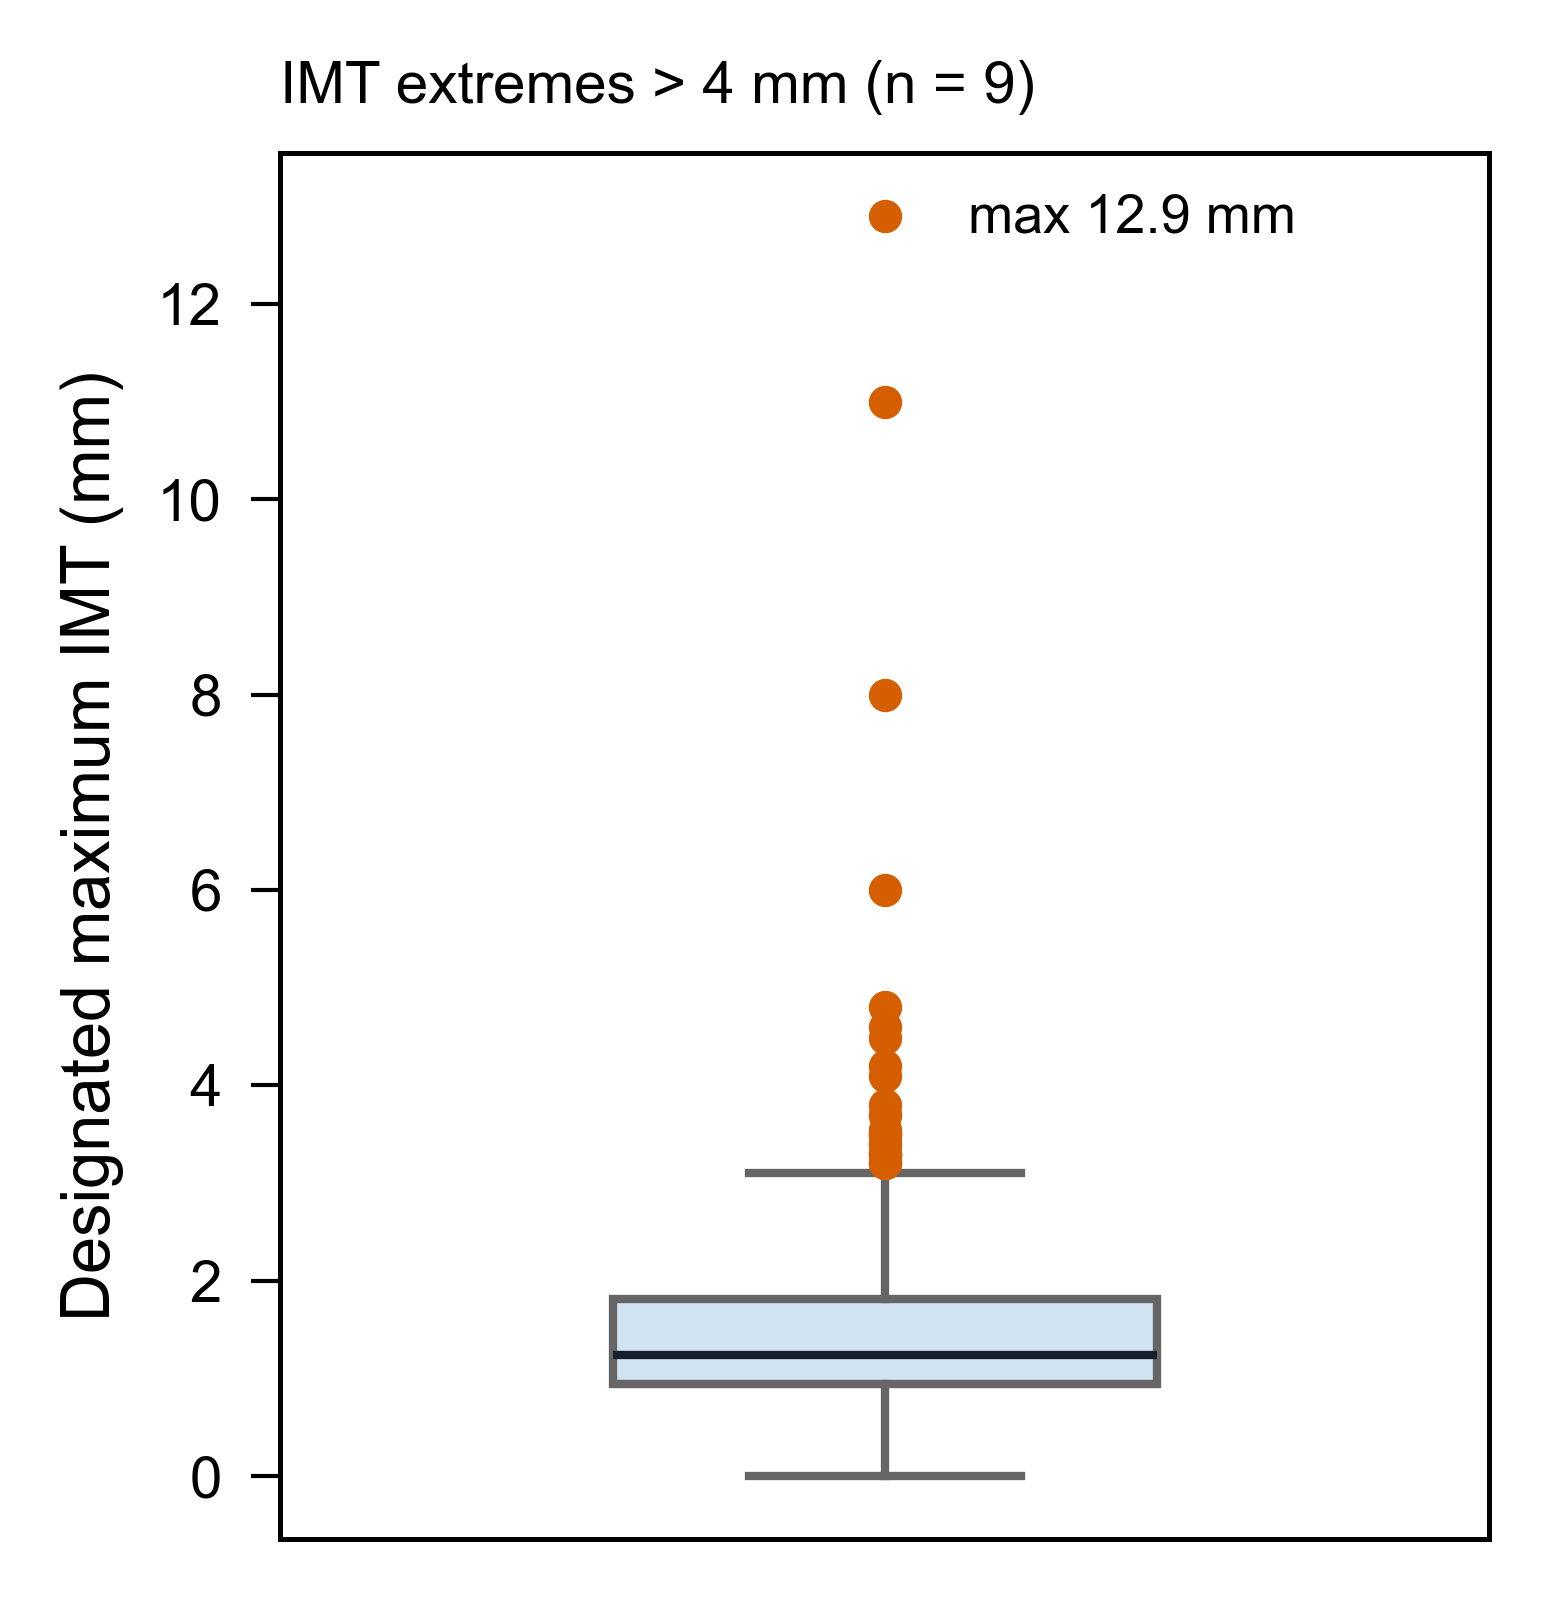 IMT extremes > 4 mm (n = 9)
max 12.9 mm
12
10
8
6
4
2
0
Designated maximum IMT (mm)